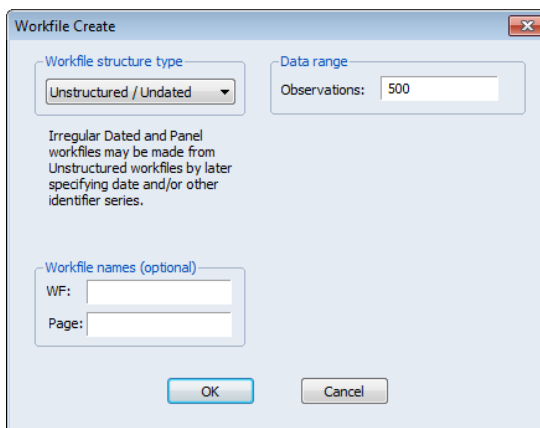 Workfile Create
Workfile structure type
Unstructured / Undated
Data range
Observations: 500
Irregular Dated and Panel
workfiles may be made from
Unstructured workfiles by later
specifying date and/or other
identifier series.
Workfile names (optional)
WF:
Page:
OK
Cancel